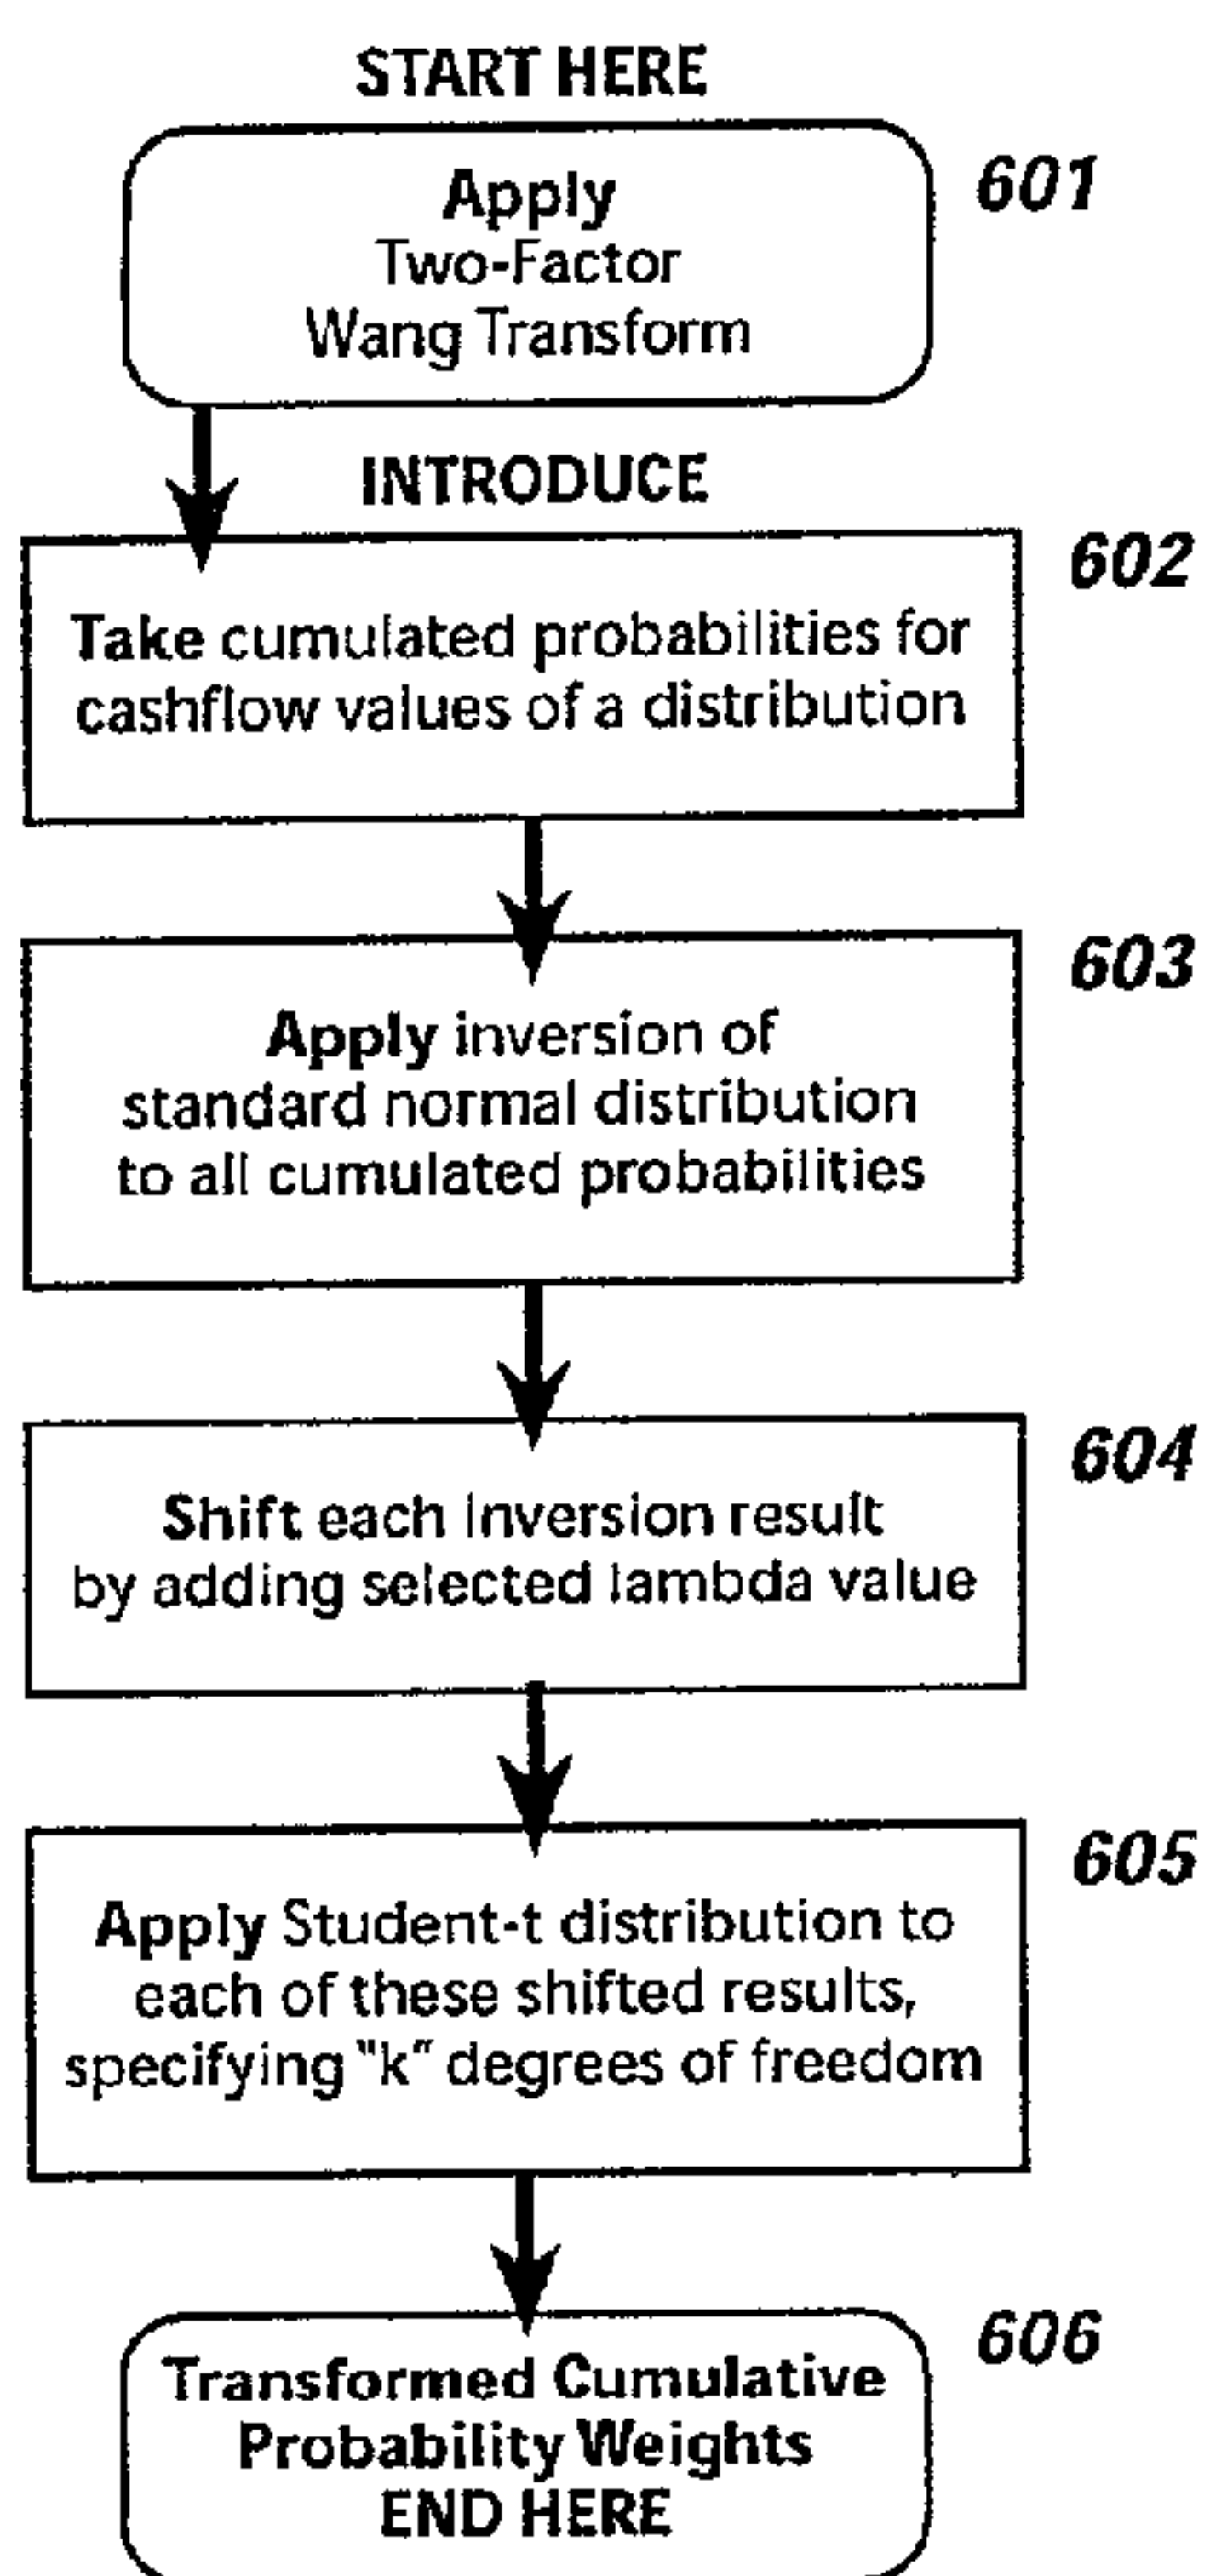 START HERE
601
Apply
Two-Factor
Wang Transform
INTRODUCE
602
Take cumulated probabilities for
cashflow values of a distribution
603
Apply inversion of
standard normal distribution
to all cumulated probabilities
604
Shift each Inversion result
by adding selected lambda value
605
Apply Student-t distribution to
each of these shifted results,
specifying "k" degrees of freedom
606
Transformed Cumulative
Probability Weights
END HERE